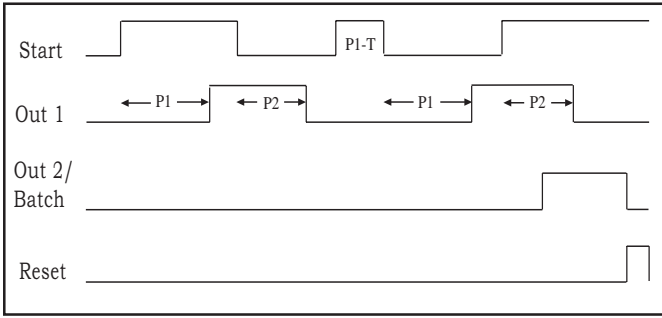 Start
P1-T
Out 1
P1
P2
P1
P2
Out 2/
Batch
Reset